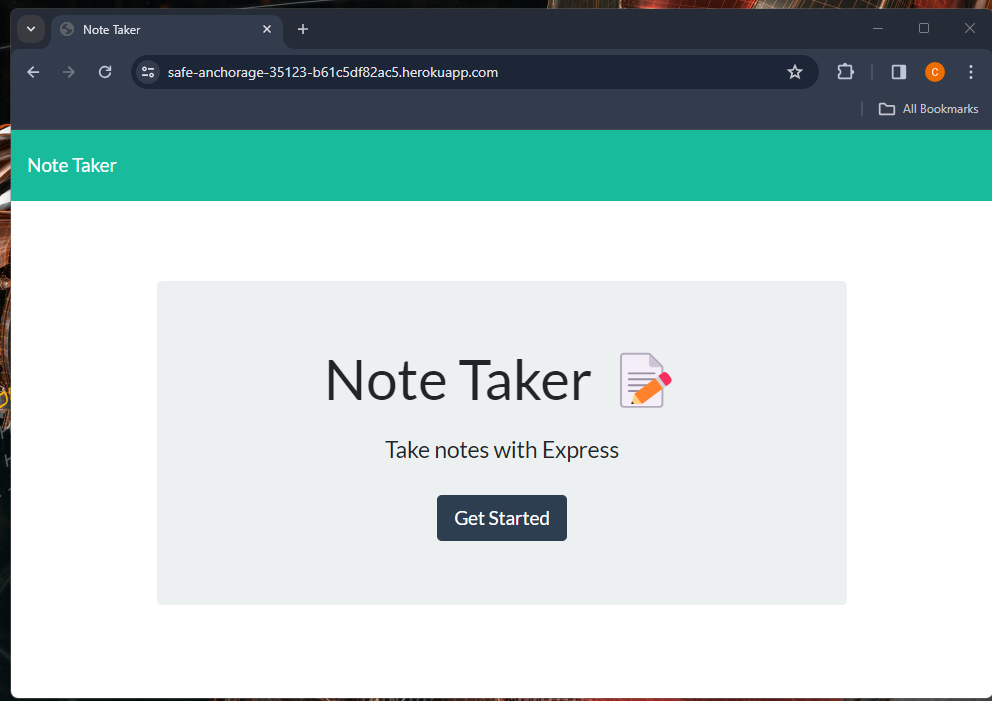 Note Taker
safe-anchorage-35123-b61c5df82ac5.herokuapp.com
C
All Bookmarks
Note Taker
Note Taker
Take notes with Express
Get Started